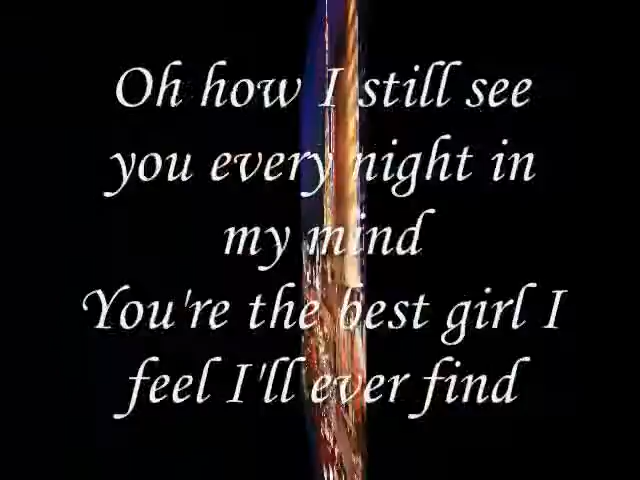 Oh how I still see
you every night in
my mind
You're the best girl I
feel I'll ever find